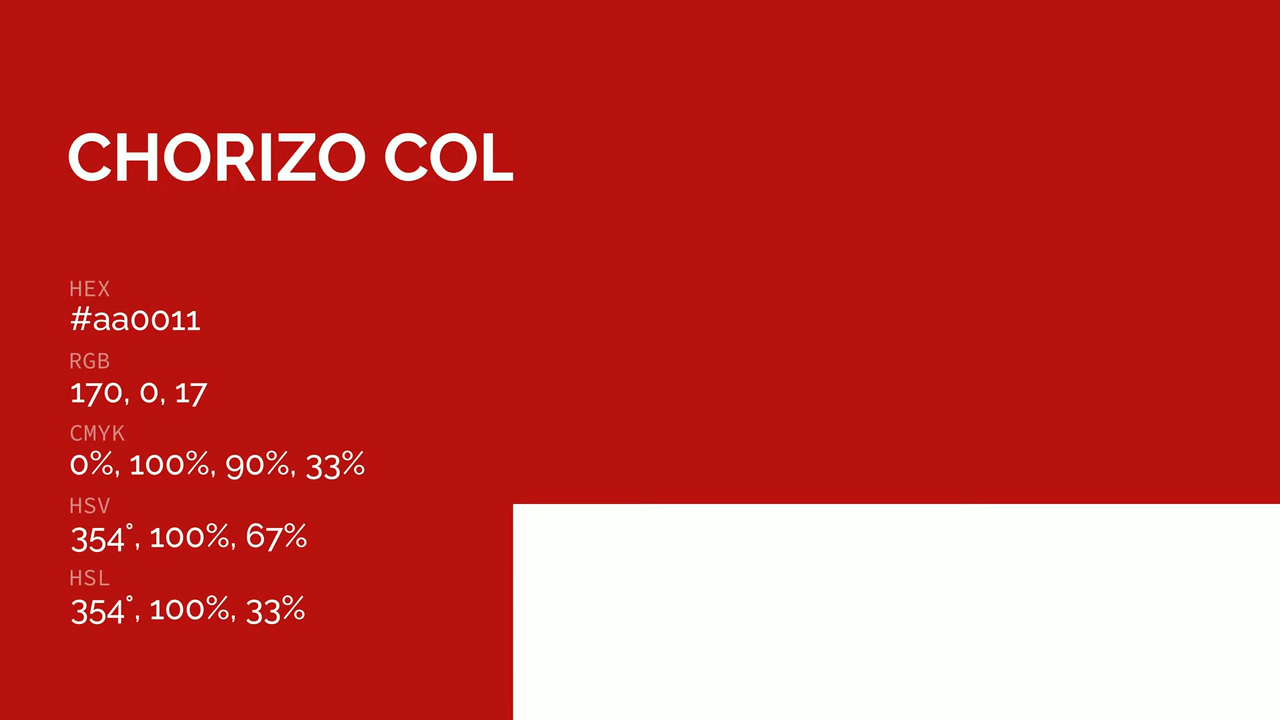 CHORIZO COL
HEX
#aa0011
RGB
170, 0, 17
CMYK
0%, 100%, 90%, 33%
HSV
354°, 100%, 67%
HSL
354°, 100%, 33%